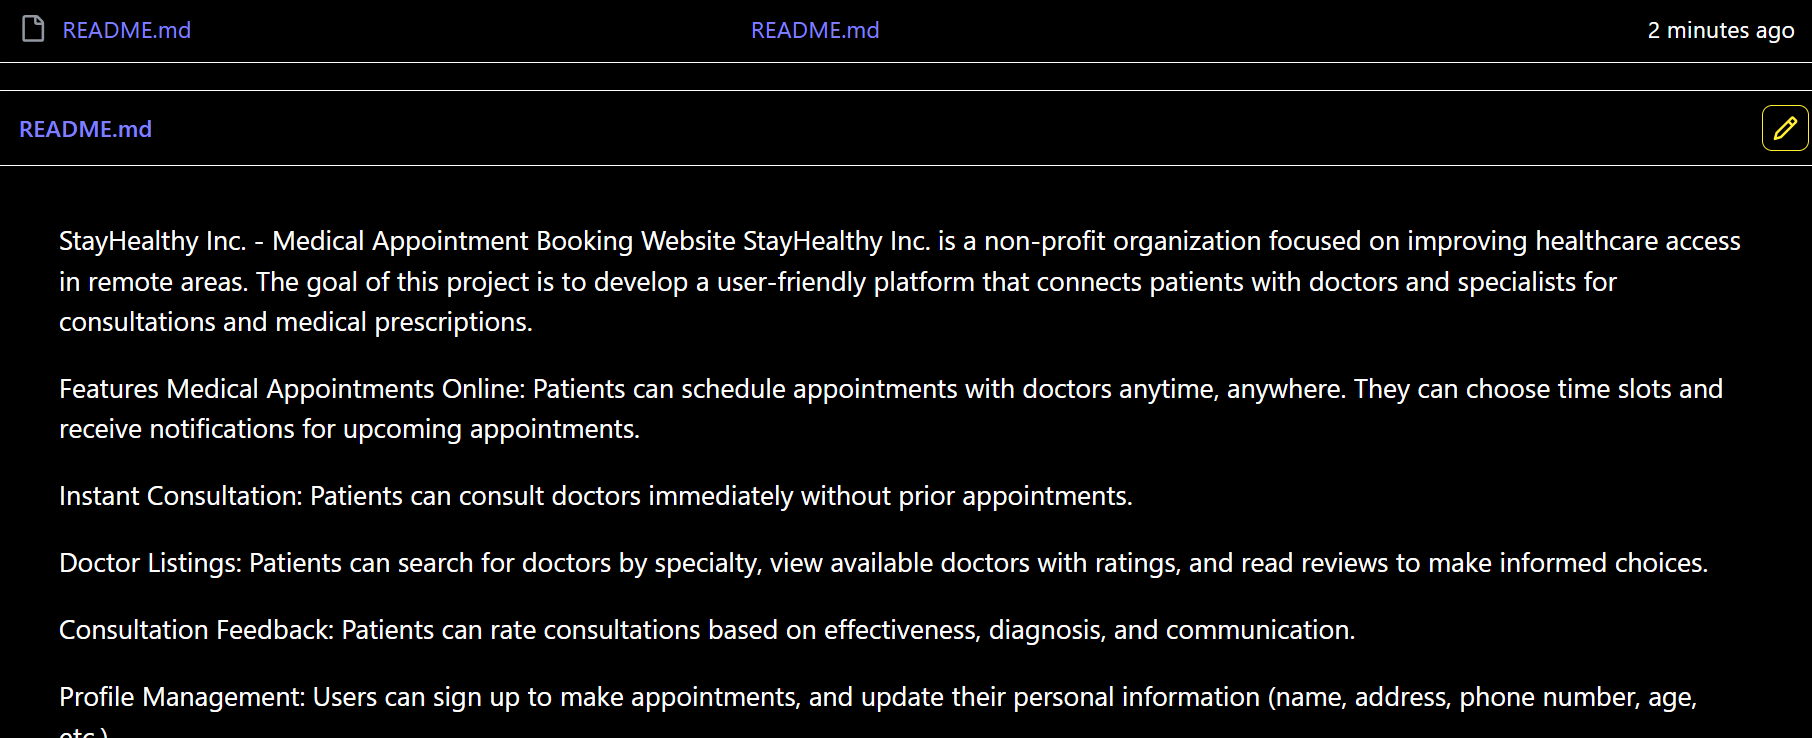 README.md README.md 2 minutes ago
README.md
StayHealthy Inc. - Medical Appointment Booking Website StayHealthy Inc. is a non-profit organization focused on improving healthcare access
in remote areas. The goal of this project is to develop a user-friendly platform that connects patients with doctors and specialists for
consultations and medical prescriptions.
Features Medical Appointments Online: Patients can schedule appointments with doctors anytime, anywhere. They can choose time slots and
receive notifications for upcoming appointments.
Instant Consultation: Patients can consult doctors immediately without prior appointments.
Doctor Listings: Patients can search for doctors by specialty, view available doctors with ratings, and read reviews to make informed choices.
Consultation Feedback: Patients can rate consultations based on effectiveness, diagnosis, and communication.
Profile Management: Users can sign up to make appointments, and update their personal information (name, address, phone number, age,
etc.)